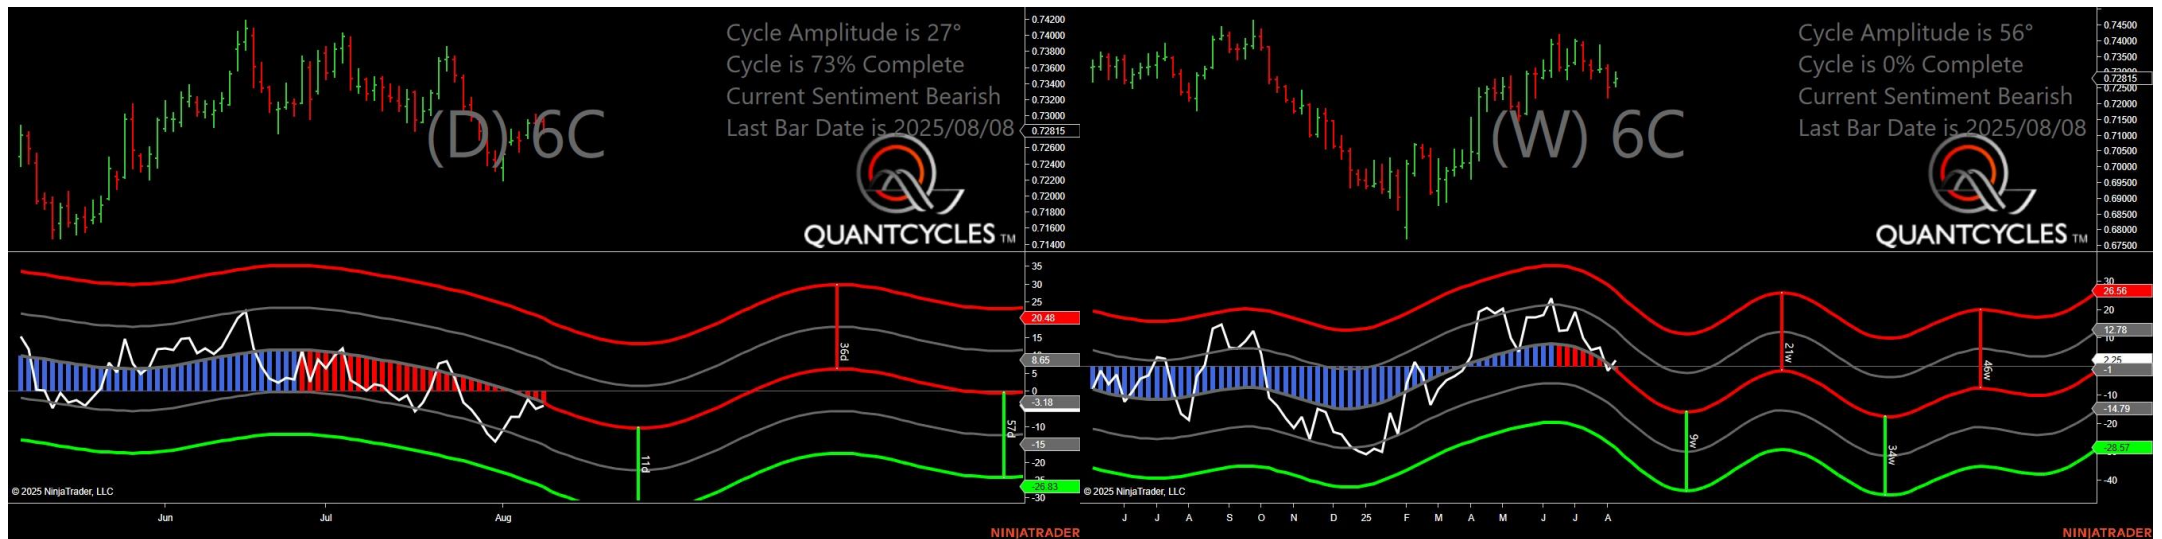 Cycle Amplitude is 27°
Cycle is 73% Complete
Current Sentiment Bearish
Last Bar Date is 2025/08/08
(D) 6C
QUANTCYCLES TM
0.74200
0.74000
0.73800
0.73600
0.73400
0.73200
0.73000
0.72815
0.72600
0.72400
0.72200
0.72000
0.71800
0.71600
0.71400
35
30
25
20.48
15
8.65
5
0
-3.18
-10
-15
-20
-26.83
-30
11d
36d
57d
© 2025 NinjaTrader, LLC
Jun
Jul
Aug
NINJATRADER
Cycle Amplitude is 56°
Cycle is 0% Complete
Current Sentiment Bearish
Last Bar Date is 2025/08/08
(W) 6C
QUANTCYCLES TM
0.74500
0.74000
0.73500
0.72815
0.72500
0.72000
0.71500
0.71000
0.70500
0.70000
0.69500
0.69000
0.68500
0.68000
0.67500
30
26.56
20
12.78
10
2.25
-1
-10
-14.79
-20
-28.57
-40
9w
21w
34w
46w
© 2025 NinjaTrader, LLC
J
J
A
S
O
N
D
25
F
M
A
M
J
J
A
NINJATRADER